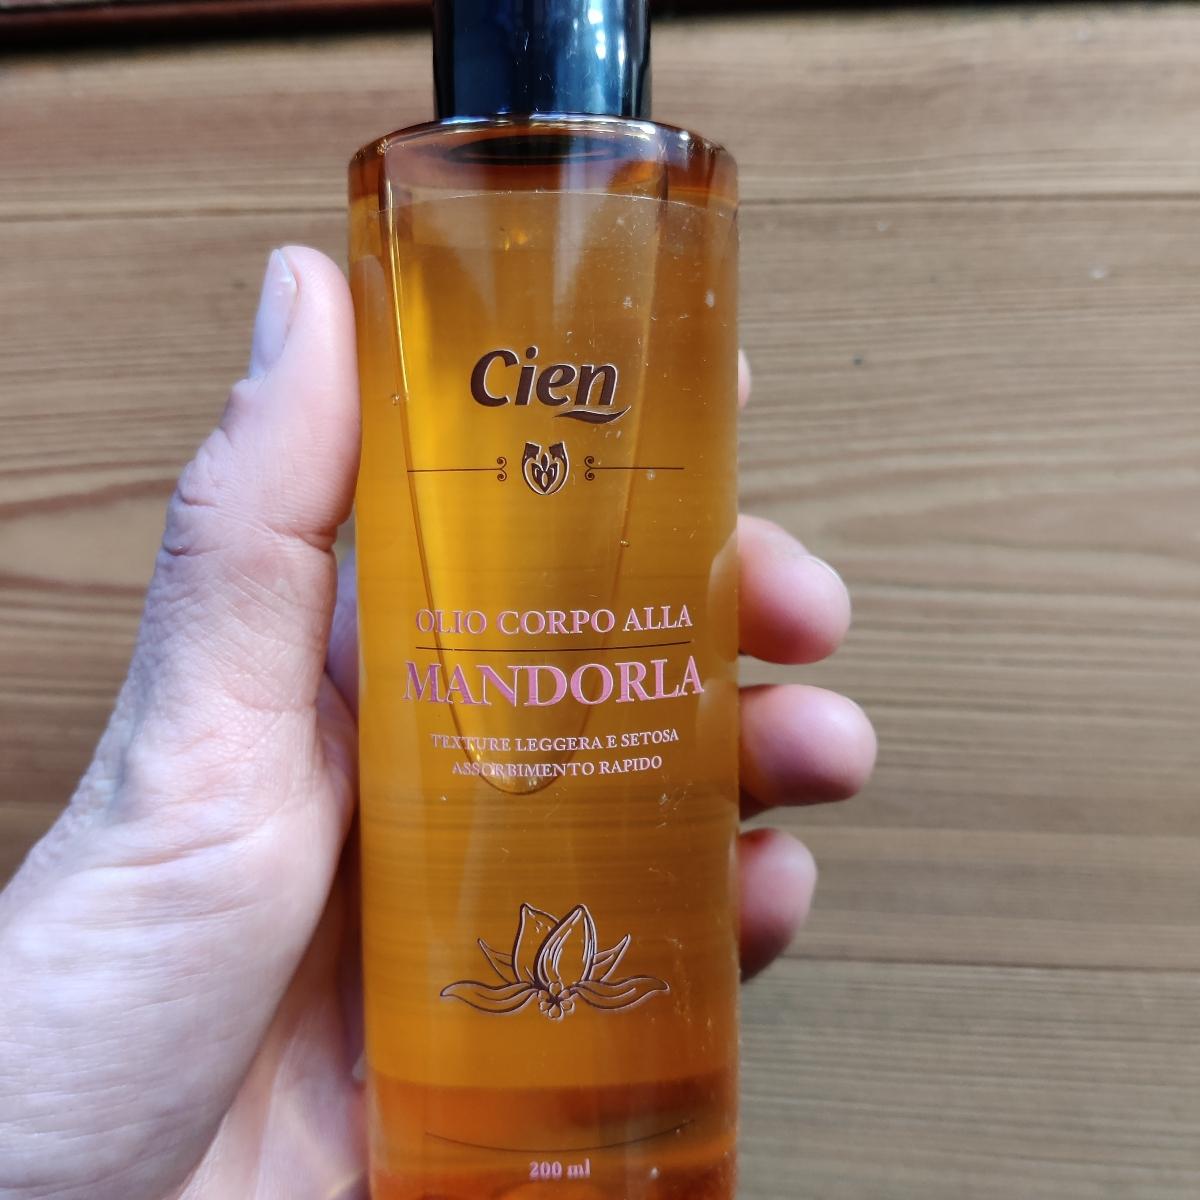 Cien
OLIO CORPO ALLA
MANDORLA
TEXTURE LEGGERA E SETOSA
ASSORBIMENTO RAPIDO
200 ml